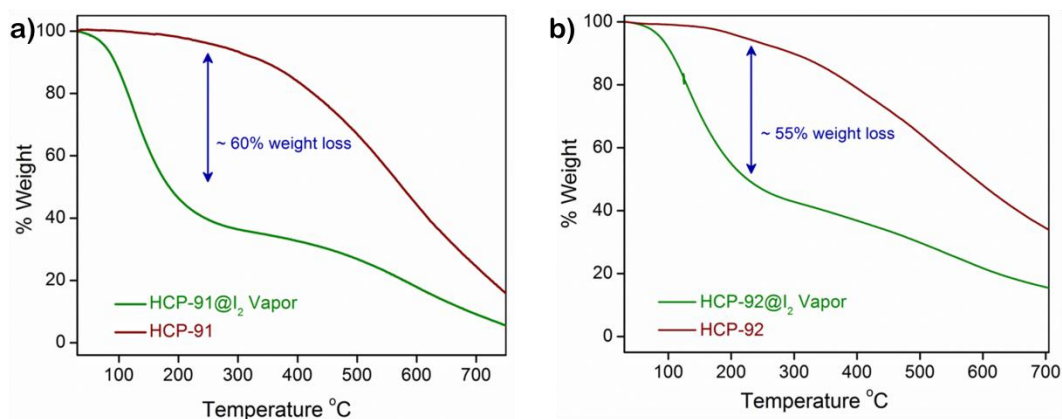 a)
100
80
60
40
20
0
% Weight
~ 60% weight loss
HCP-91@I₂ Vapor
HCP-91
100 200 300 400 500 600 700
Temperature °C
b)
100
80
60
40
20
0
% Weight
~ 55% weight loss
HCP-92@I₂ Vapor
HCP-92
100 200 300 400 500 600 700
Temperature °C